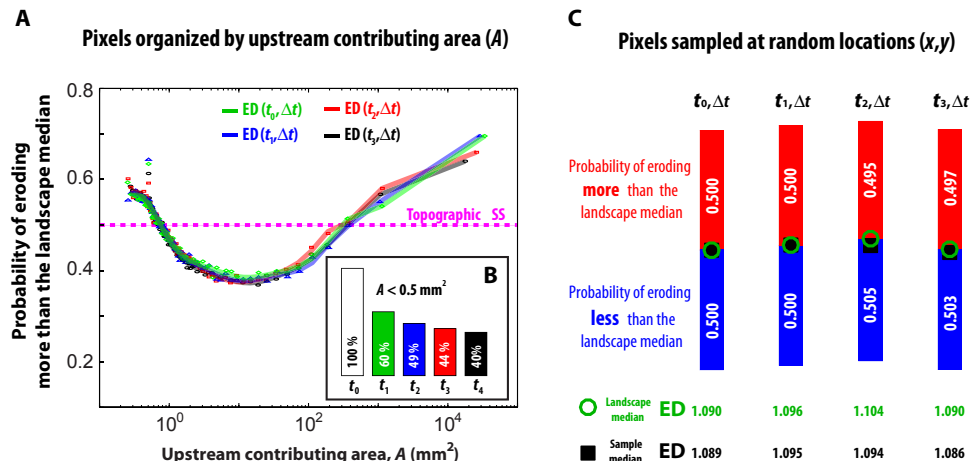 A
Pixels organized by upstream contributing area (A)
Probability of eroding
more than the landscape median
0.8
0.6
0.4
0.2
ED (t0,Δt)
ED (t2,Δt)
ED (t1,Δt)
ED (t3,Δt)
Topographic SS
B
A < 0.5 mm²
100 %
60 %
49 %
44 %
40%
t0 t1 t2 t3 t4
10⁰ 10² 10⁴
Upstream contributing area, A (mm²)
C
Pixels sampled at random locations (x,y)
t0,Δt t1,Δt t2,Δt t3,Δt
Probability of eroding
more than the
landscape median
0.500 0.500 0.495 0.497
Probability of eroding
less than the
landscape median
0.500 0.500 0.505 0.503
Landscape
median
ED 1.090 1.096 1.104 1.090
Sample
median
ED 1.089 1.095 1.094 1.086